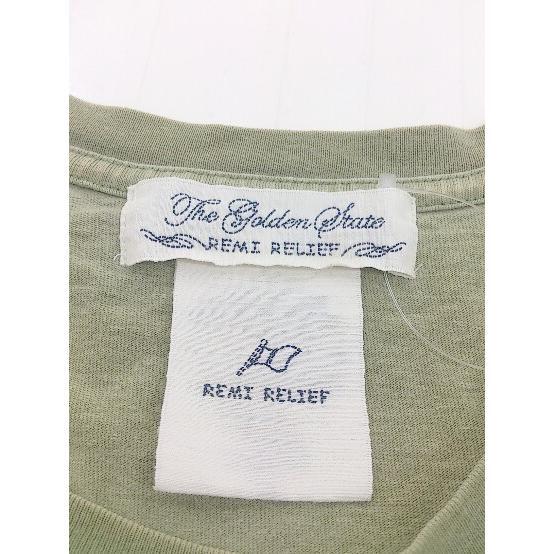 The Golden State
REMI RELIEF
REMI RELIEF